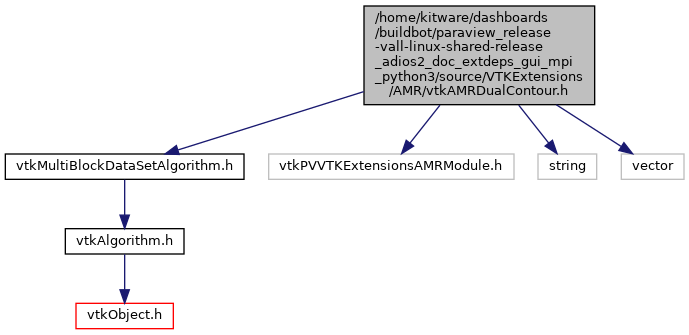 /home/kitware/dashboards
/buildbot/paraview_release
-vall-linux-shared-release
_adios2_doc_extdeps_gui_mpi
_python3/source/VTKExtensions
/AMR/vtkAMRDualContour.h
vtkMultiBlockDataSetAlgorithm.h
vtkPVVTKExtensionsAMRModule.h
string
vector
vtkAlgorithm.h
vtkObject.h